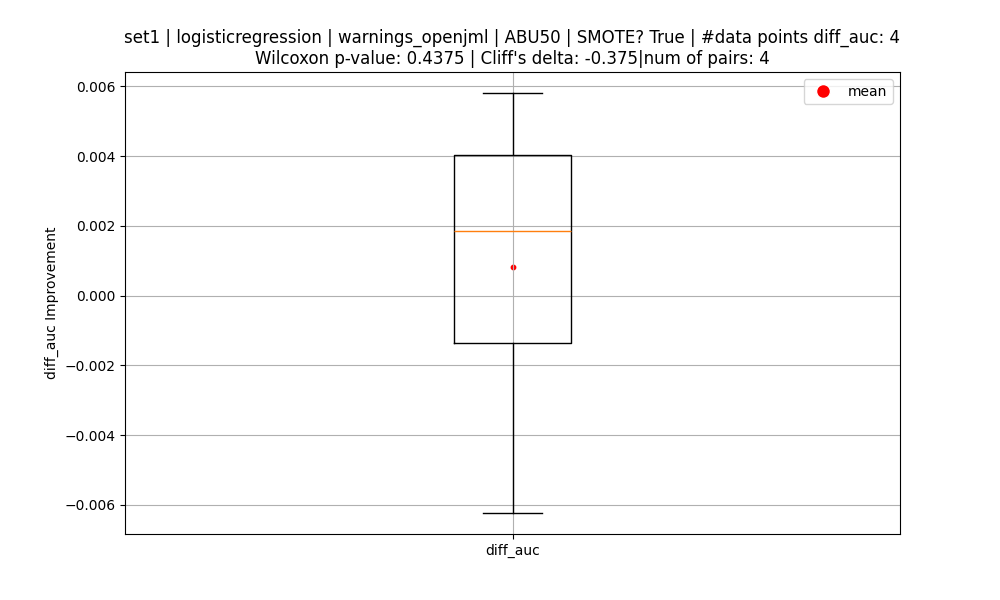 set1 | logisticregression | warnings_openjml | ABU50 | SMOTE? True | #data points diff_auc: 4
Wilcoxon p-value: 0.4375 | Cliff's delta: -0.375|num of pairs: 4
mean
0.006
0.004
0.002
0.000
−0.002
−0.004
−0.006
diff_auc Improvement
diff_auc